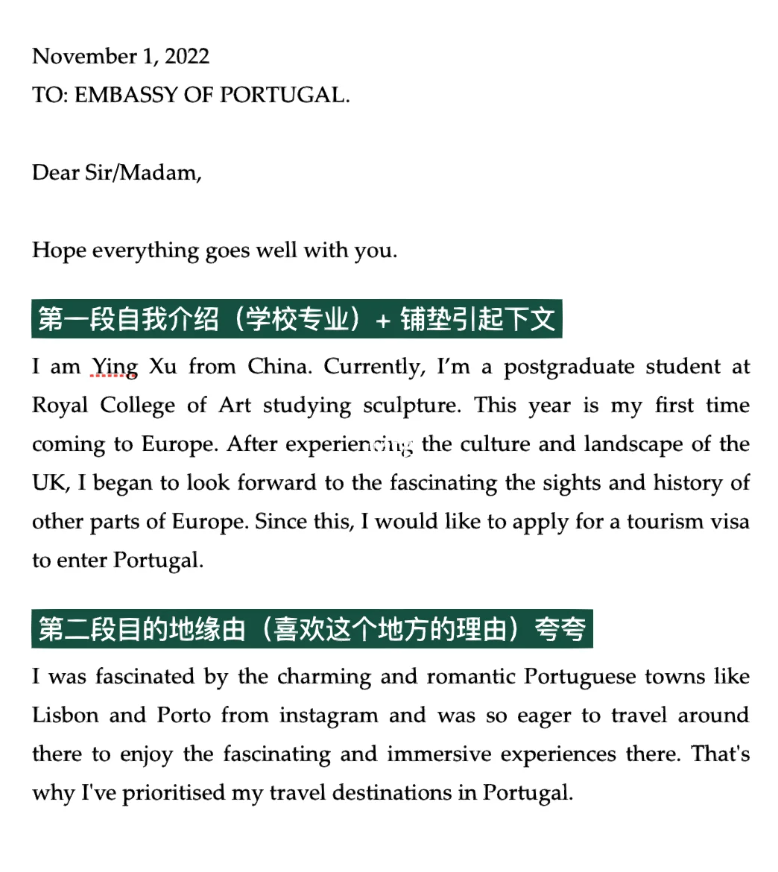 November 1, 2022
TO: EMBASSY OF PORTUGAL.
Dear Sir/Madam,
Hope everything goes well with you.
第一段自我介绍（学校专业）+ 铺垫引起下文
I am Ying Xu from China. Currently, I’m a postgraduate student at
Royal College of Art studying sculpture. This year is my first time
coming to Europe. After experiencing the culture and landscape of the
UK, I began to look forward to the fascinating the sights and history of
other parts of Europe. Since this, I would like to apply for a tourism visa
to enter Portugal.
第二段目的地缘由（喜欢这个地方的理由）夸夸
I was fascinated by the charming and romantic Portuguese towns like
Lisbon and Porto from instagram and was so eager to travel around
there to enjoy the fascinating and immersive experiences there. That's
why I've prioritised my travel destinations in Portugal.